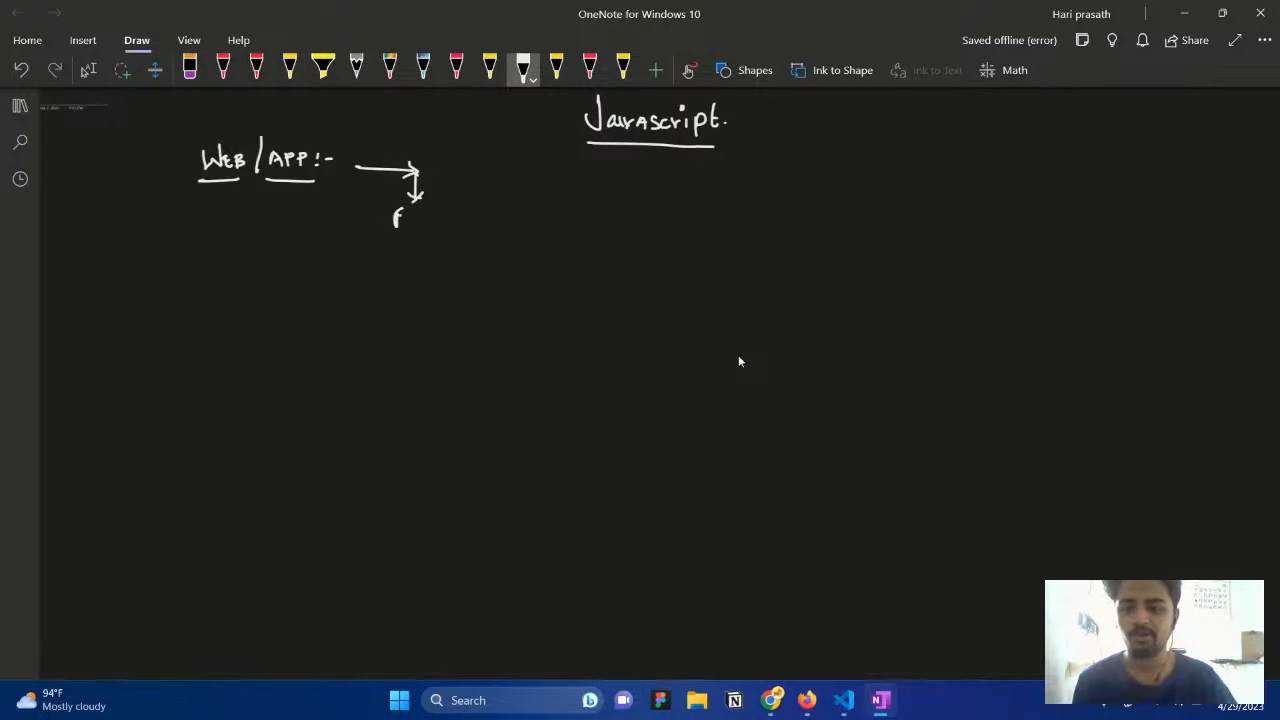 OneNote for Windows 10
Hari prasath
Home Insert Draw View Help
Saved offline (error)
Share
Shapes
Ink to Shape
Ink to Text
Math
Javascript.
WEB / APP :-
F
94°F
Mostly cloudy
Search